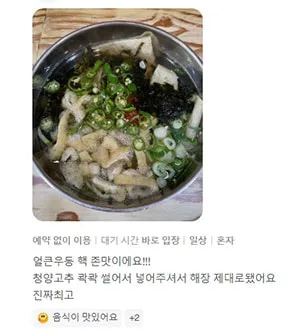 예약 없이 이용 | 대기 시간 바로 입장 | 일상 | 혼자
얼큰우동 핵 존맛이에요!!!
청양고추 콱콱 썰어서 넣어주셔서 해장 제대로됐어요
진짜최고
음식이 맛있어요 +2